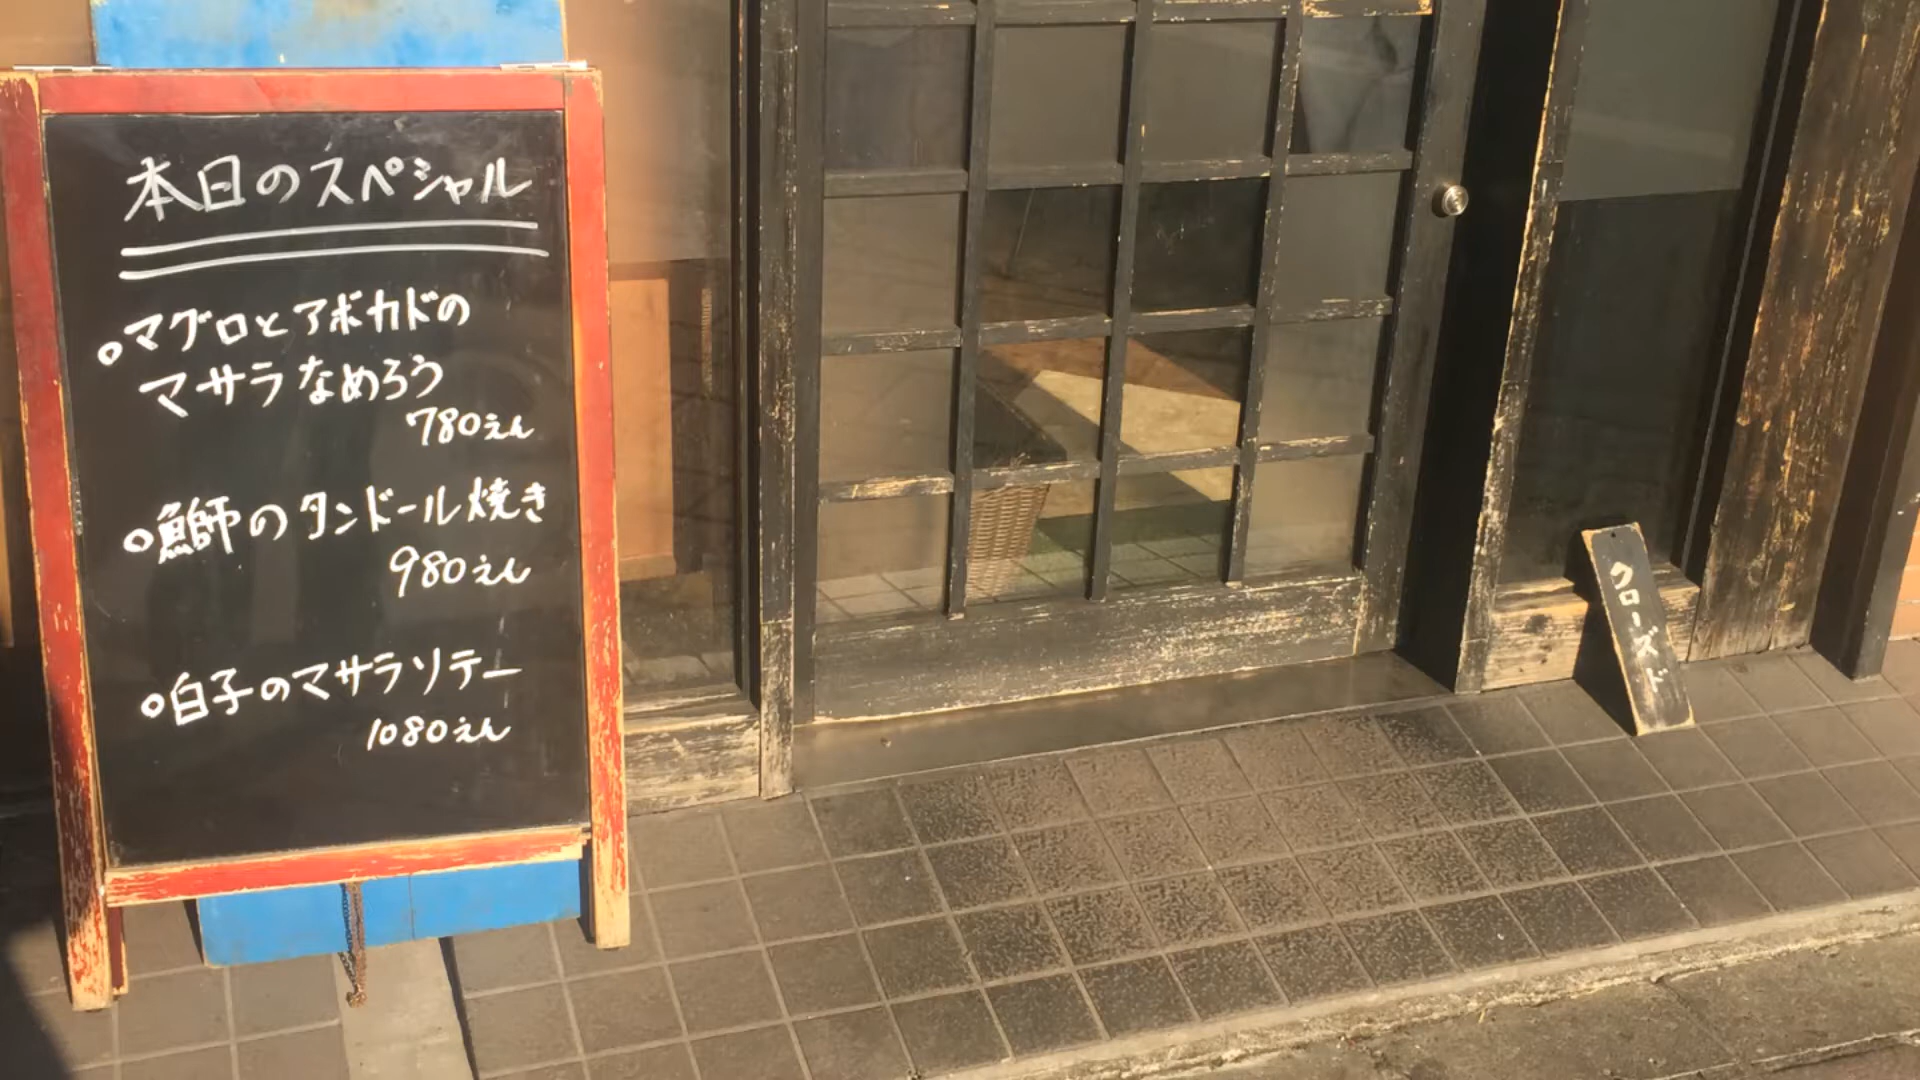 本日のスペシャル
○マグロとアボカドの
マサラなめろう
780えん
○鰤のタンドール焼き
980えん
○白子のマサラソテー
1080えん
クローズド